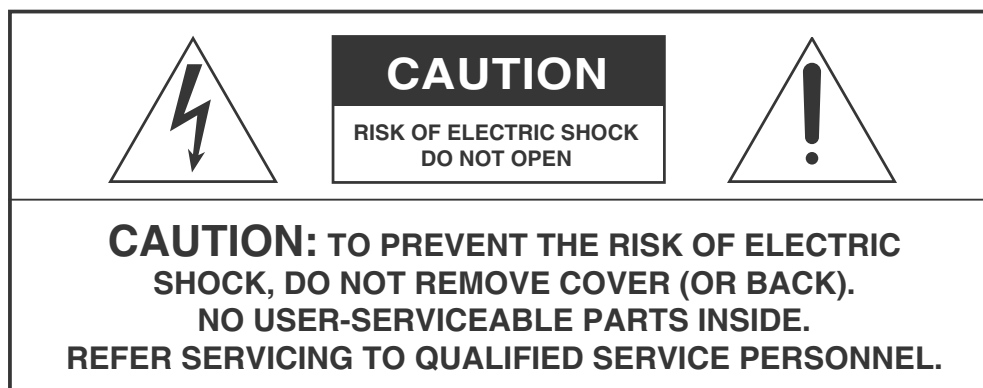 CAUTION
RISK OF ELECTRIC SHOCK
DO NOT OPEN
CAUTION: TO PREVENT THE RISK OF ELECTRIC
SHOCK, DO NOT REMOVE COVER (OR BACK).
NO USER-SERVICEABLE PARTS INSIDE.
REFER SERVICING TO QUALIFIED SERVICE PERSONNEL.